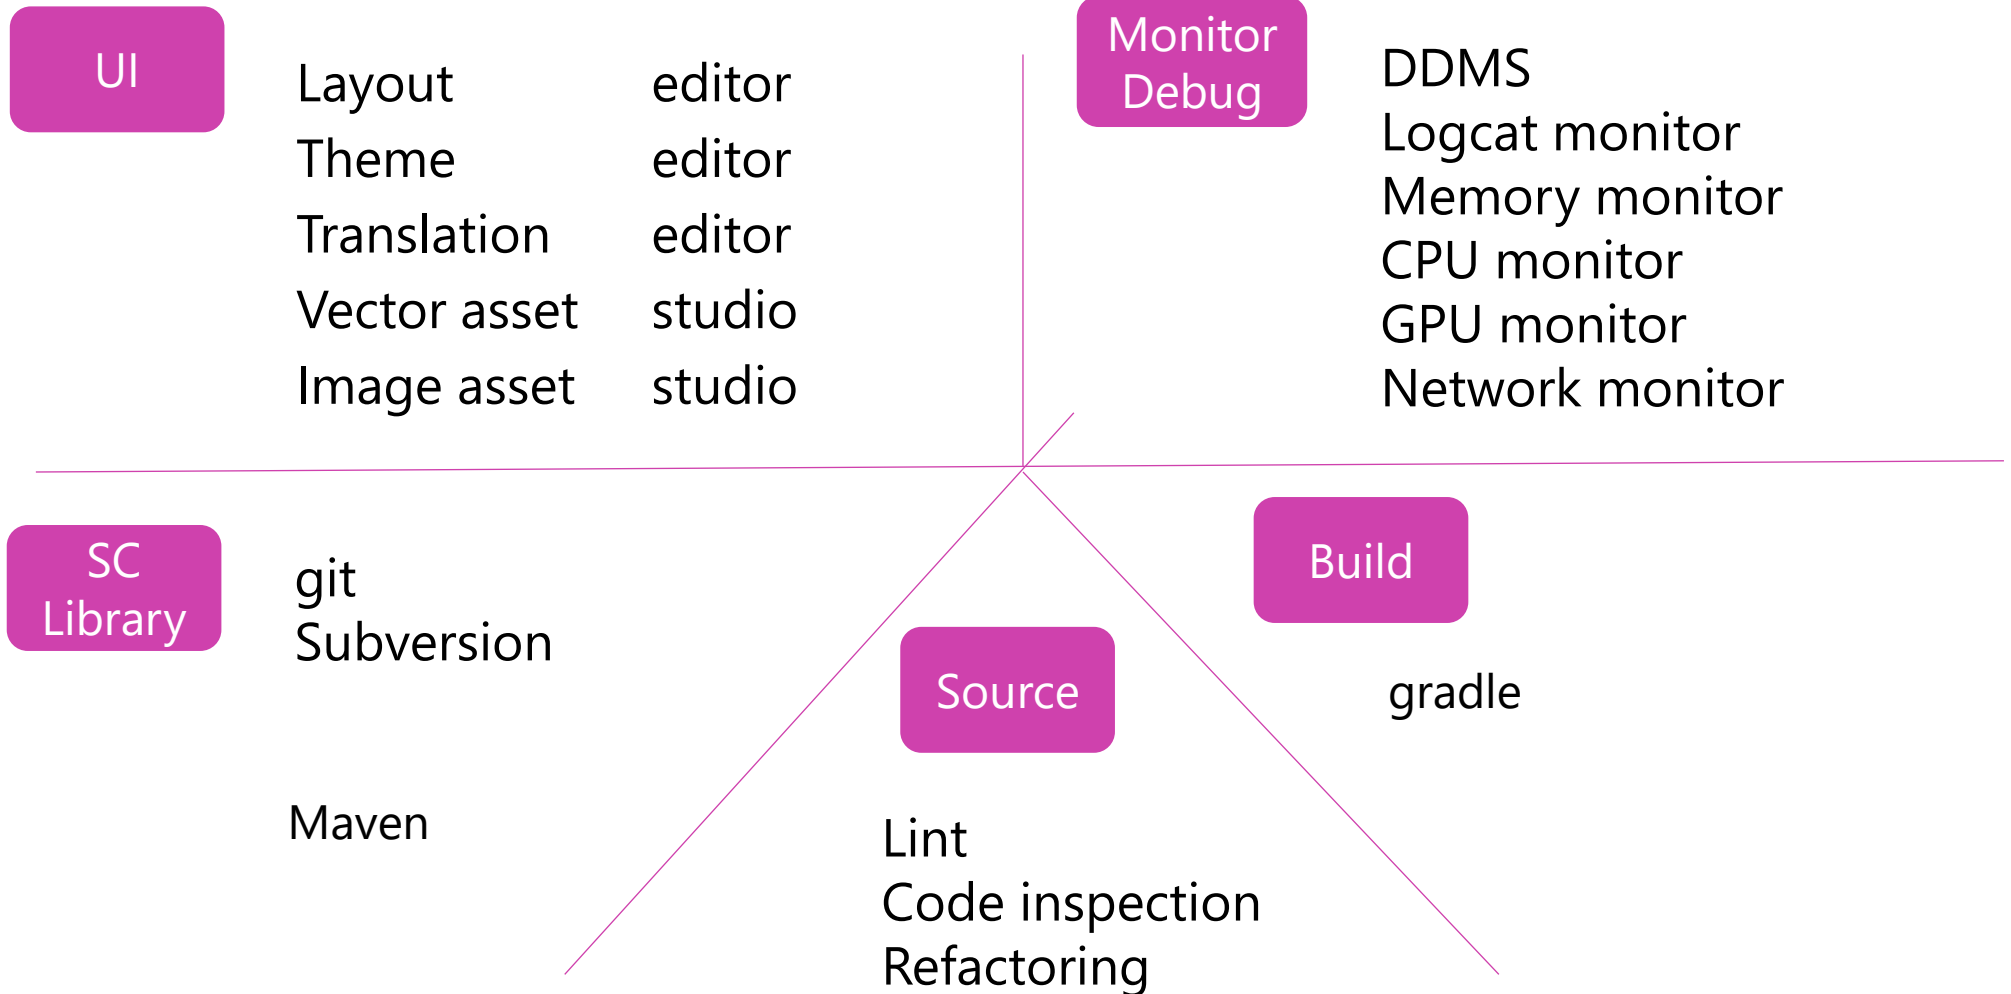 UI
Layout editor
Theme editor
Translation editor
Vector asset studio
Image asset studio
Monitor
Debug
DDMS
Logcat monitor
Memory monitor
CPU monitor
GPU monitor
Network monitor
SC
Library
git
Subversion
Maven
Source
Lint
Code inspection
Refactoring
Build
gradle